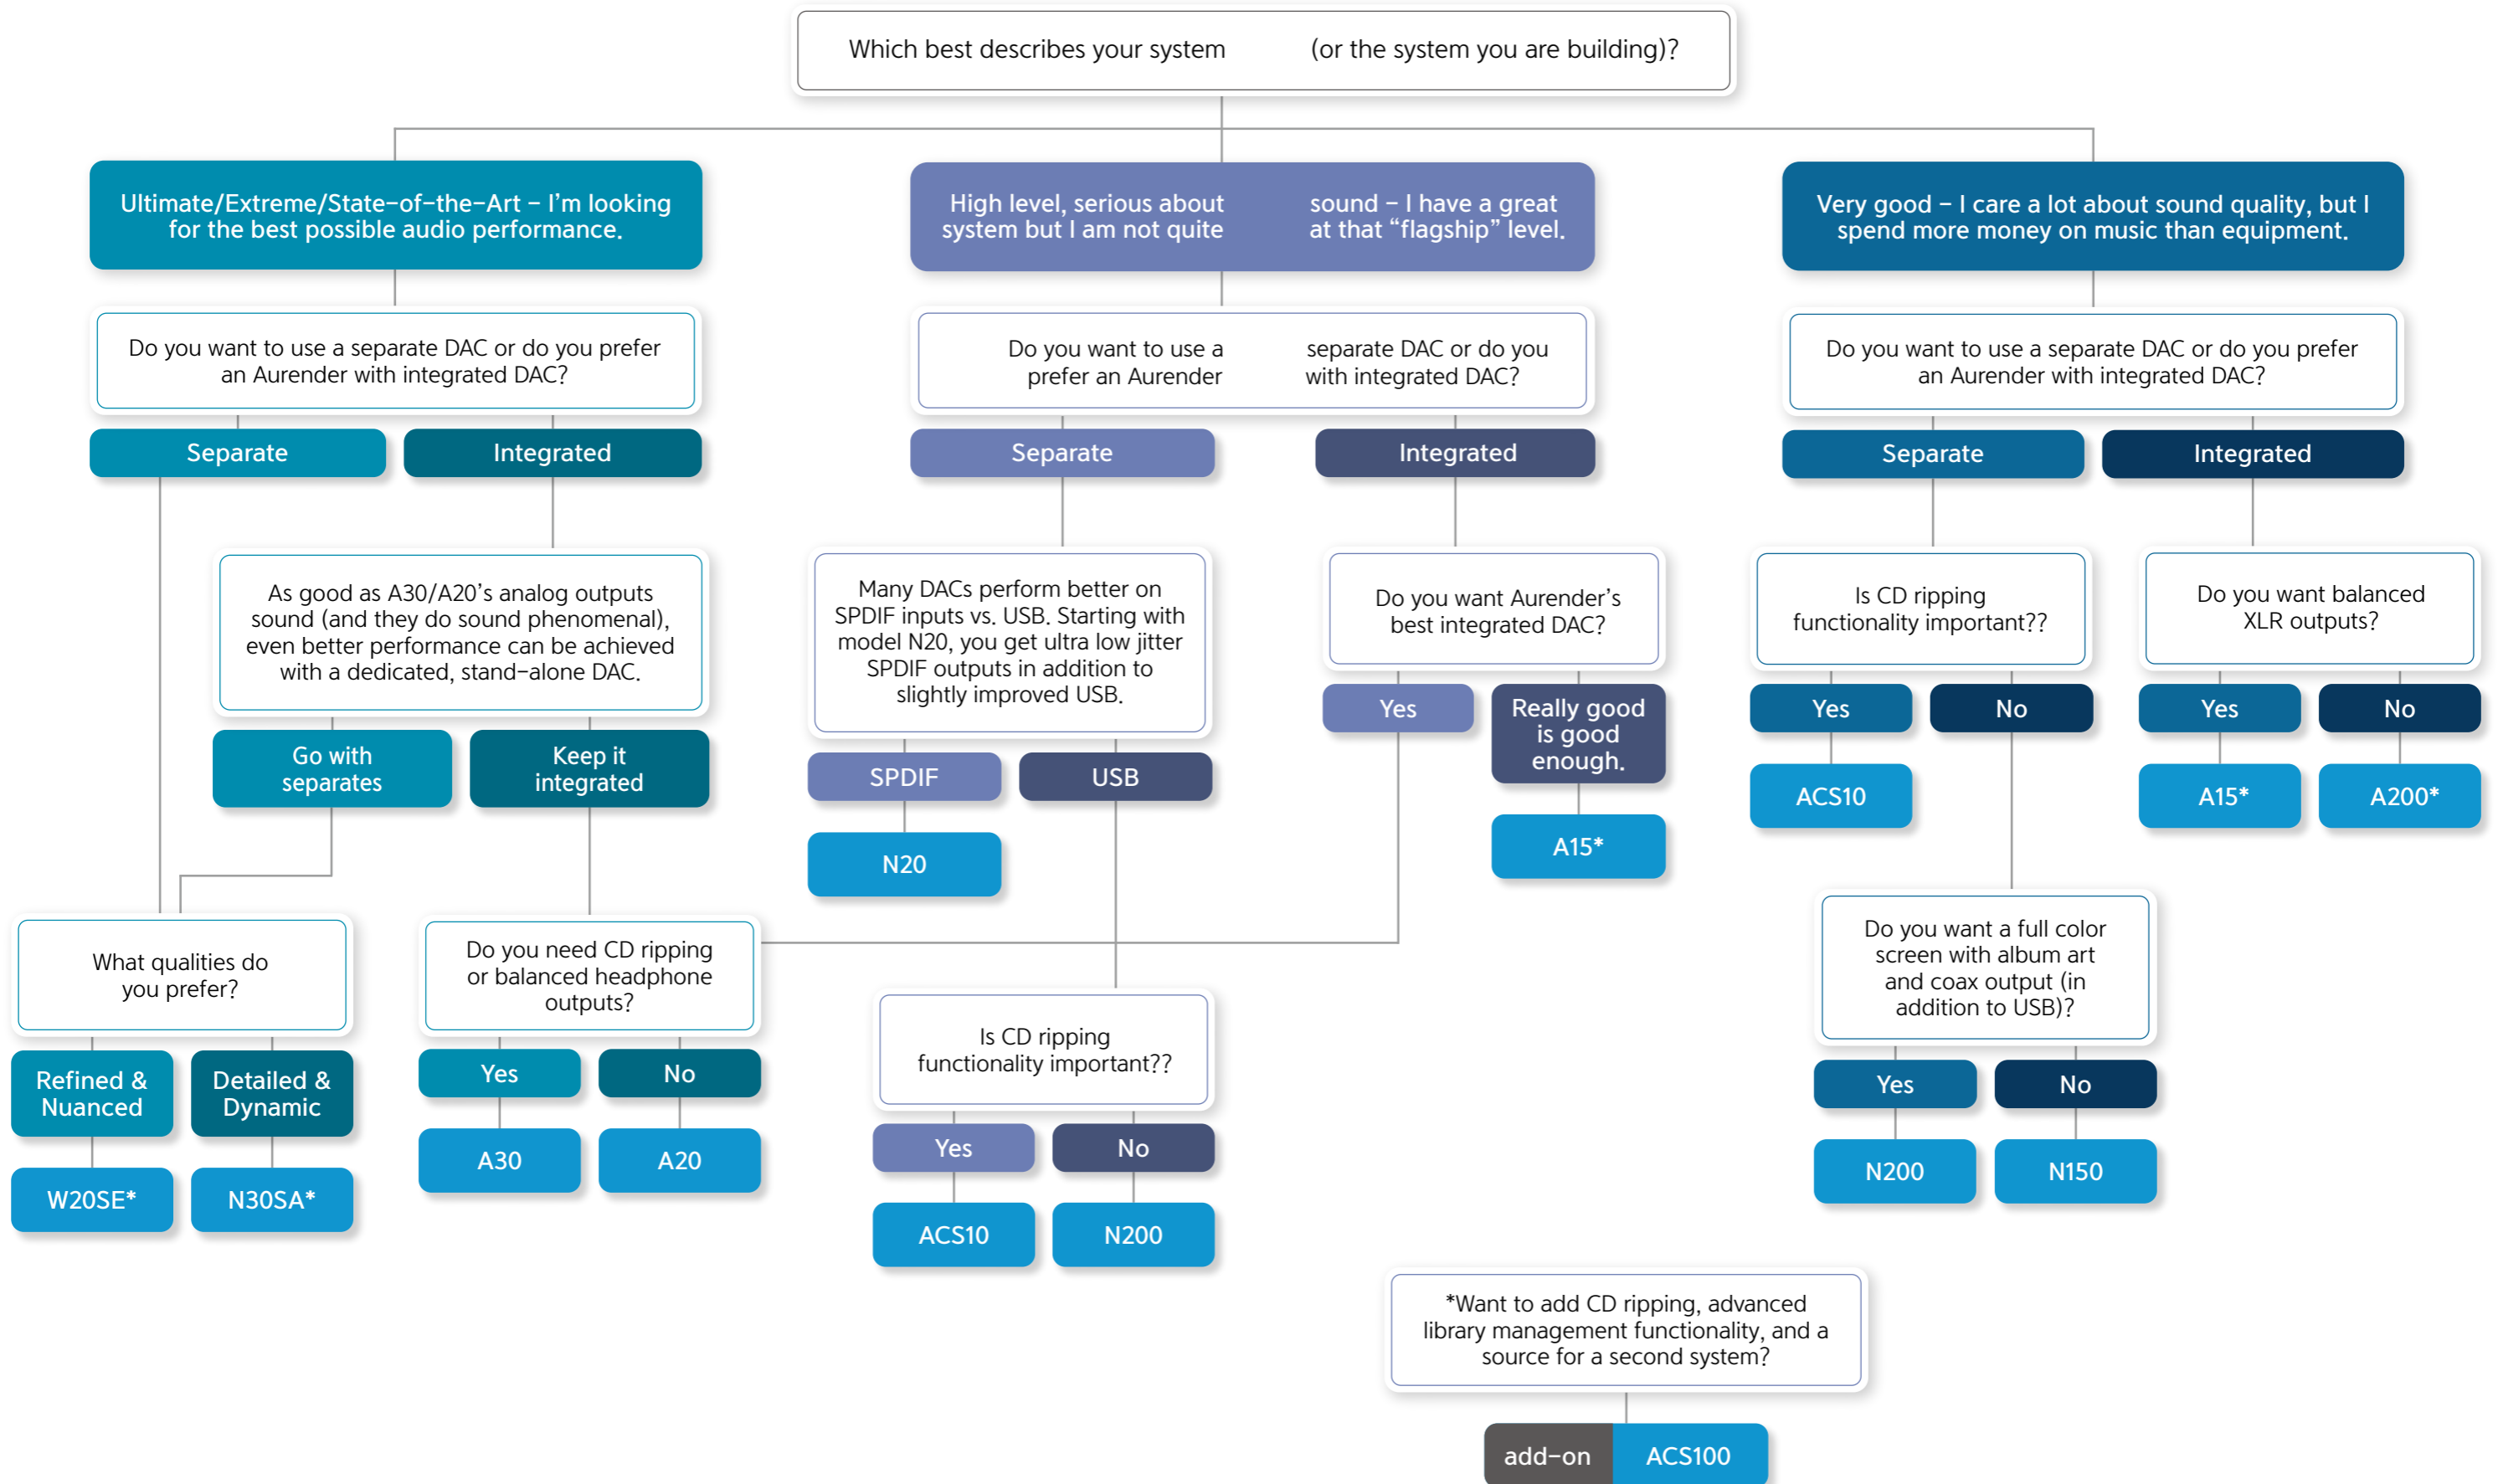 Which best describes your system (or the system you are building)?
Ultimate/Extreme/State-of-the-Art - I'm looking
for the best possible audio performance.
High level, serious about sound - I have a great
system but I am not quite at that “flagship” level.
Very good - I care a lot about sound quality, but I
spend more money on music than equipment.
Do you want to use a separate DAC or do you prefer
an Aurender with integrated DAC?
Do you want to use a separate DAC or do you
prefer an Aurender with integrated DAC?
Do you want to use a separate DAC or do you prefer
an Aurender with integrated DAC?
Separate
Integrated
Separate
Integrated
Separate
Integrated
As good as A30/A20's analog outputs
sound (and they do sound phenomenal),
even better performance can be achieved
with a dedicated, stand-alone DAC.
Many DACs perform better on
SPDIF inputs vs. USB. Starting with
model N20, you get ultra low jitter
SPDIF outputs in addition to
slightly improved USB.
Do you want Aurender's
best integrated DAC?
Is CD ripping
functionality important??
Do you want balanced
XLR outputs?
Go with
separates
Keep it
integrated
SPDIF
USB
Yes
Really good
is good
enough.
Yes
No
Yes
No
N20
A15*
ACS10
A15*
A200*
What qualities do
you prefer?
Do you need CD ripping
or balanced headphone
outputs?
Is CD ripping
functionality important??
Do you want a full color
screen with album art
and coax output (in
addition to USB)?
Refined &
Nuanced
Detailed &
Dynamic
Yes
No
Yes
No
Yes
No
W20SE*
N30SA*
A30
A20
ACS10
N200
N200
N150
*Want to add CD ripping, advanced
library management functionality, and a
source for a second system?
add-on
ACS100